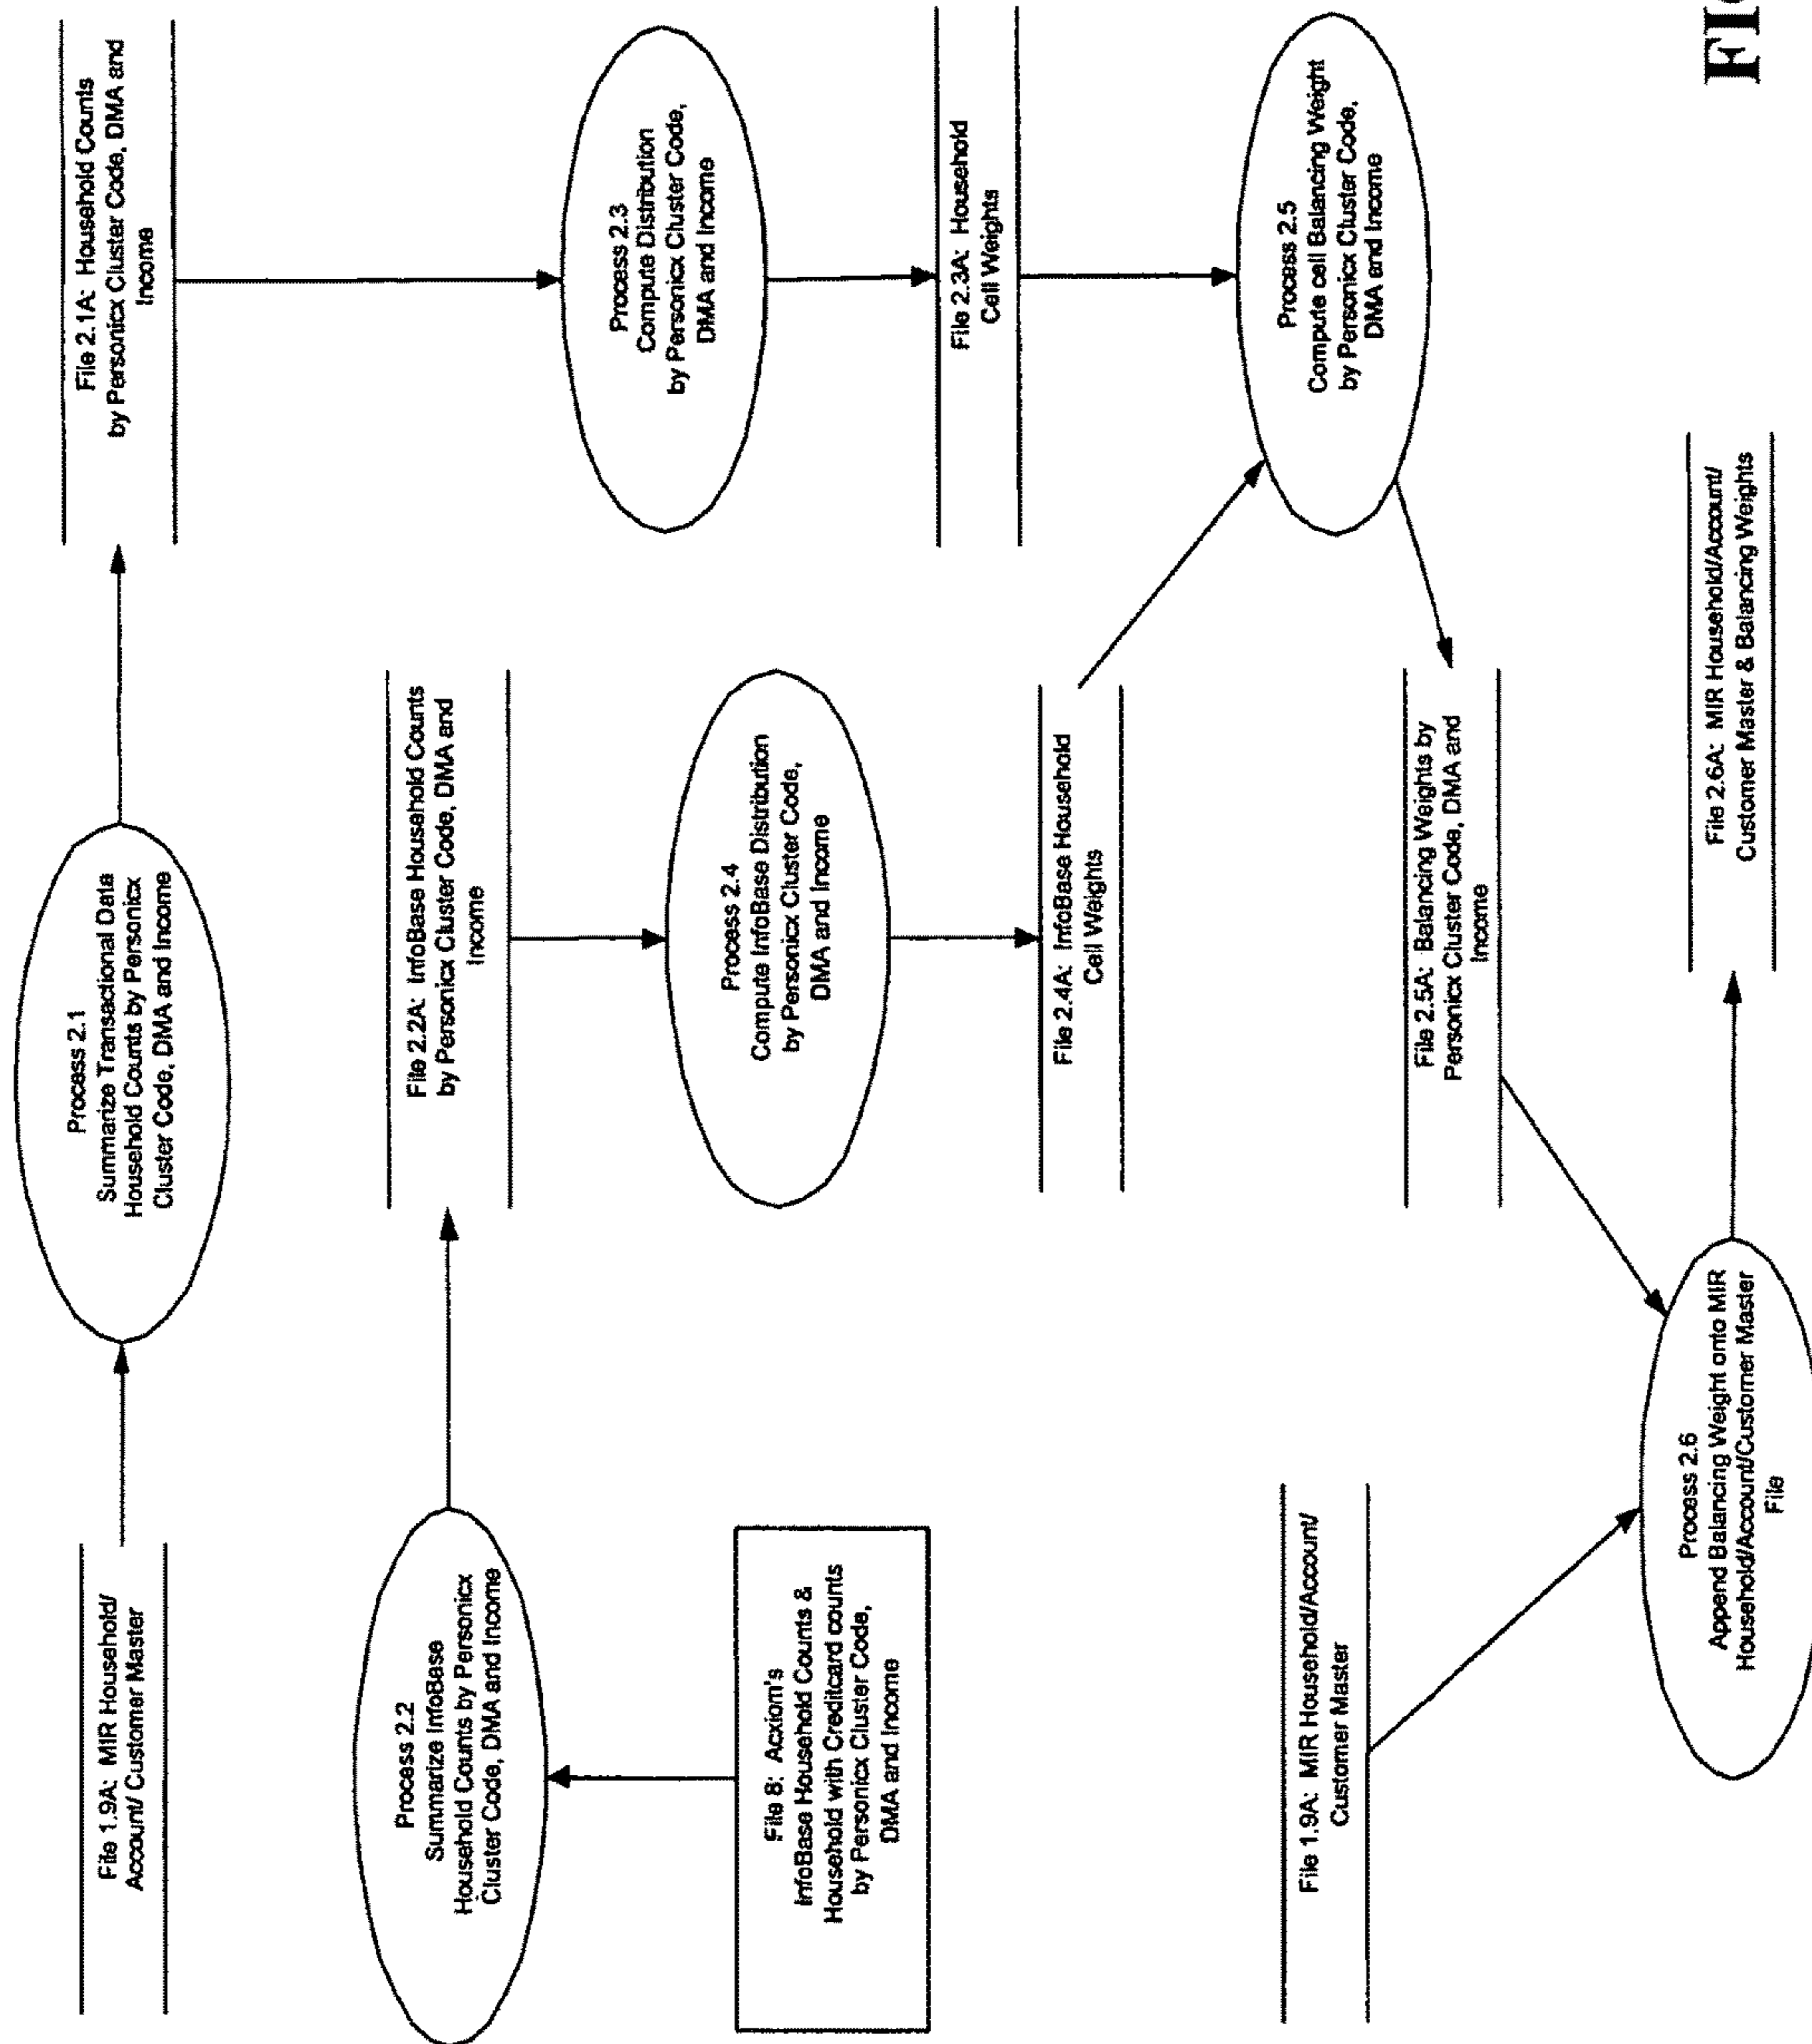 File 1.9A: MIR Household/
Account/ Customer Master
Process 2.1
Summarize Transactional Data
Household Counts by Personicx
Cluster Code, DMA and Income
File 2.1A: Household Counts
by Personicx Cluster Code, DMA and
Income
Process 2.2
Summarize InfoBase
Household Counts by Personicx
Cluster Code, DMA and Income
File 2.2A: InfoBase Household Counts
by Personicx Cluster Code, DMA and
Income
Process 2.3
Compute Distribution
by Personicx Cluster Code,
DMA and Income
File 8: Acxiom's
InfoBase Household Counts &
Household with Creditcard counts
by Personicx Cluster Code,
DMA and Income
Process 2.4
Compute InfoBase Distribution
by Personicx Cluster Code,
DMA and Income
File 2.3A: Household
Cell Weights
File 2.4A: InfoBase Household
Cell Weights
Process 2.5
Compute cell Balancing Weight
by Personicx Cluster Code,
DMA and Income
File 1.9A: MIR Household/Account/
Customer Master
File 2.5A: Balancing Weights by
Personicx Cluster Code, DMA and
Income
Process 2.6
Append Balancing Weight onto MIR
Household/Account/Customer Master
File
File 2.6A: MIR Household/Account/
Customer Master & Balancing Weights